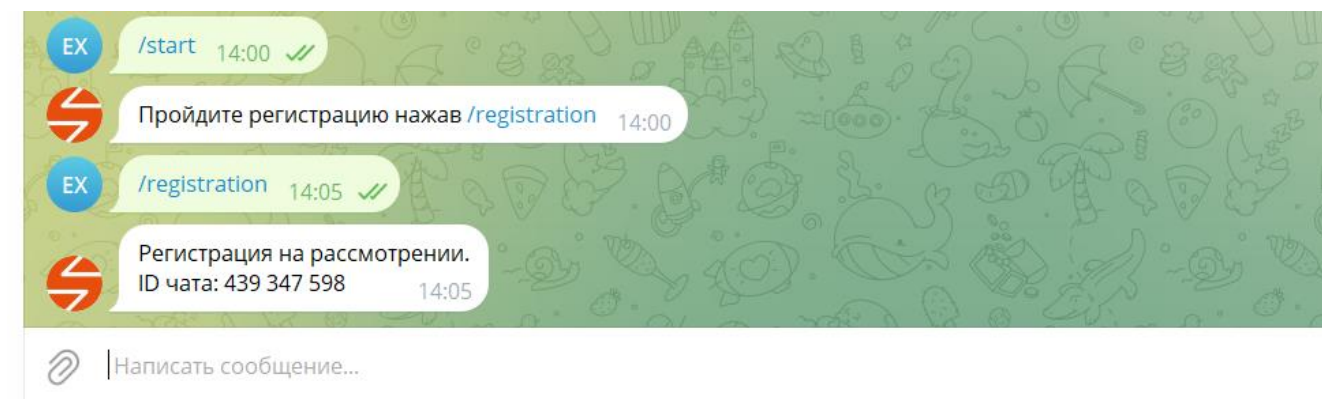 EX
/start 14:00
Пройдите регистрацию нажав /registration 14:00
EX
/registration 14:05
Регистрация на рассмотрении.
ID чата: 439 347 598 14:05
Написать сообщение...